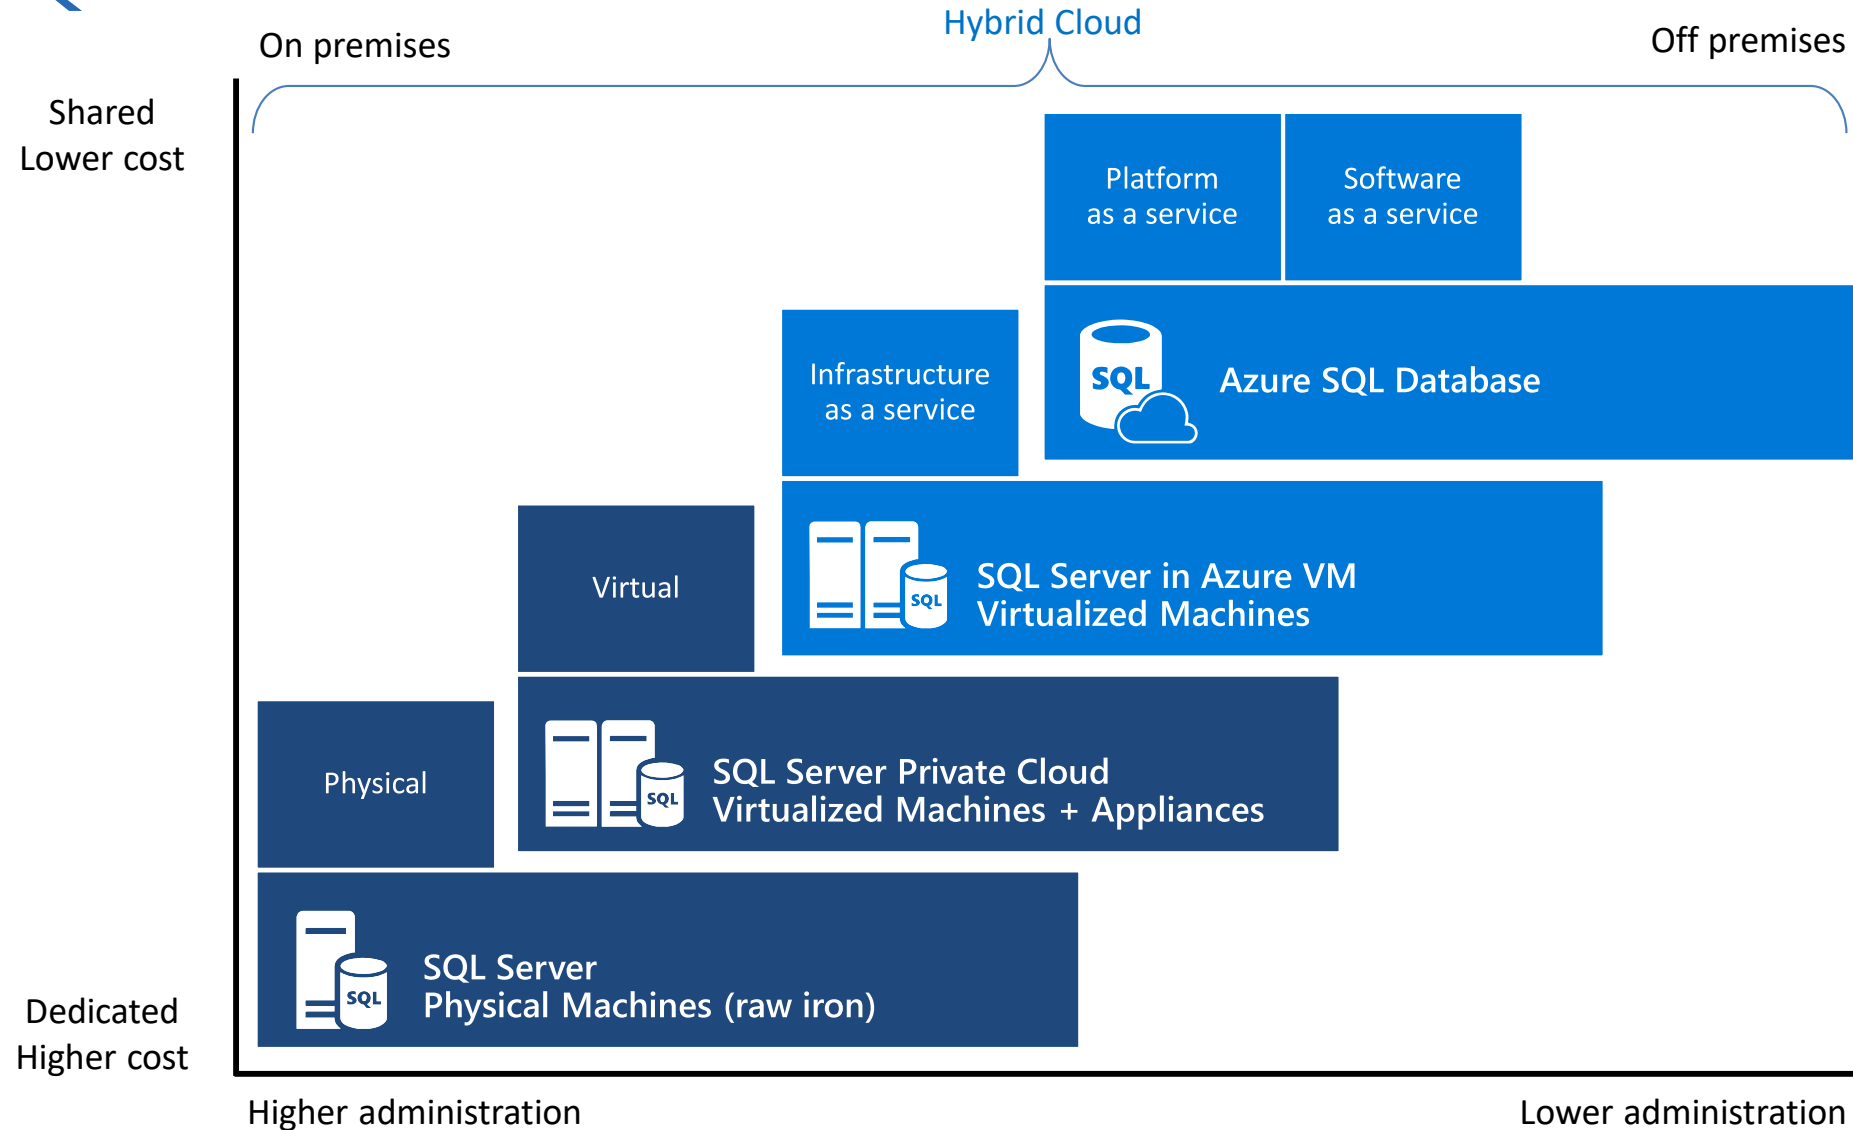 On premises
Hybrid Cloud
Off premises
Shared
Lower cost
Platform
as a service
Software
as a service
Infrastructure
as a service
SQL
Azure SQL Database
Virtual
SQL
SQL Server in Azure VM
Virtualized Machines
Physical
SQL
SQL Server Private Cloud
Virtualized Machines + Appliances
SQL
SQL Server
Physical Machines (raw iron)
Dedicated
Higher cost
Higher administration
Lower administration